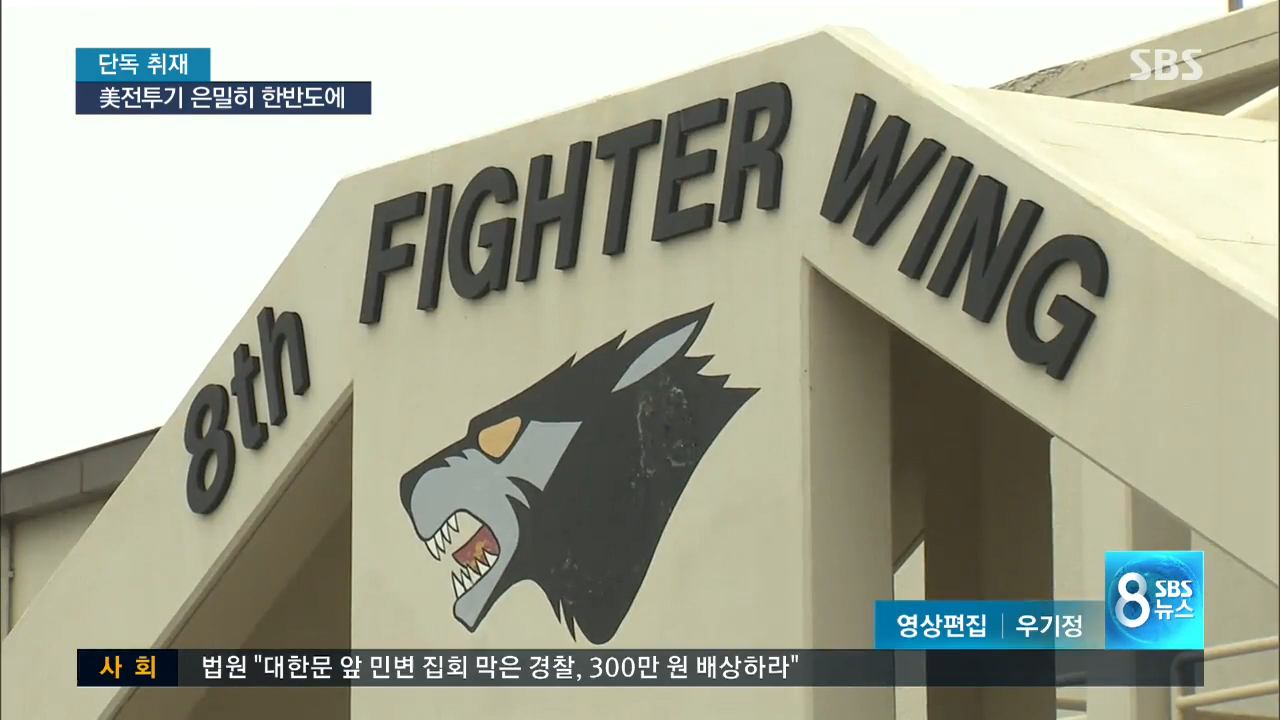 단독 취재
美전투기 은밀히 한반도에
SBS
8th FIGHTER WING
영상편집 우기정
8 SBS 뉴스
사 회 법원 "대한문 앞 민변 집회 막은 경찰, 300만 원 배상하라"